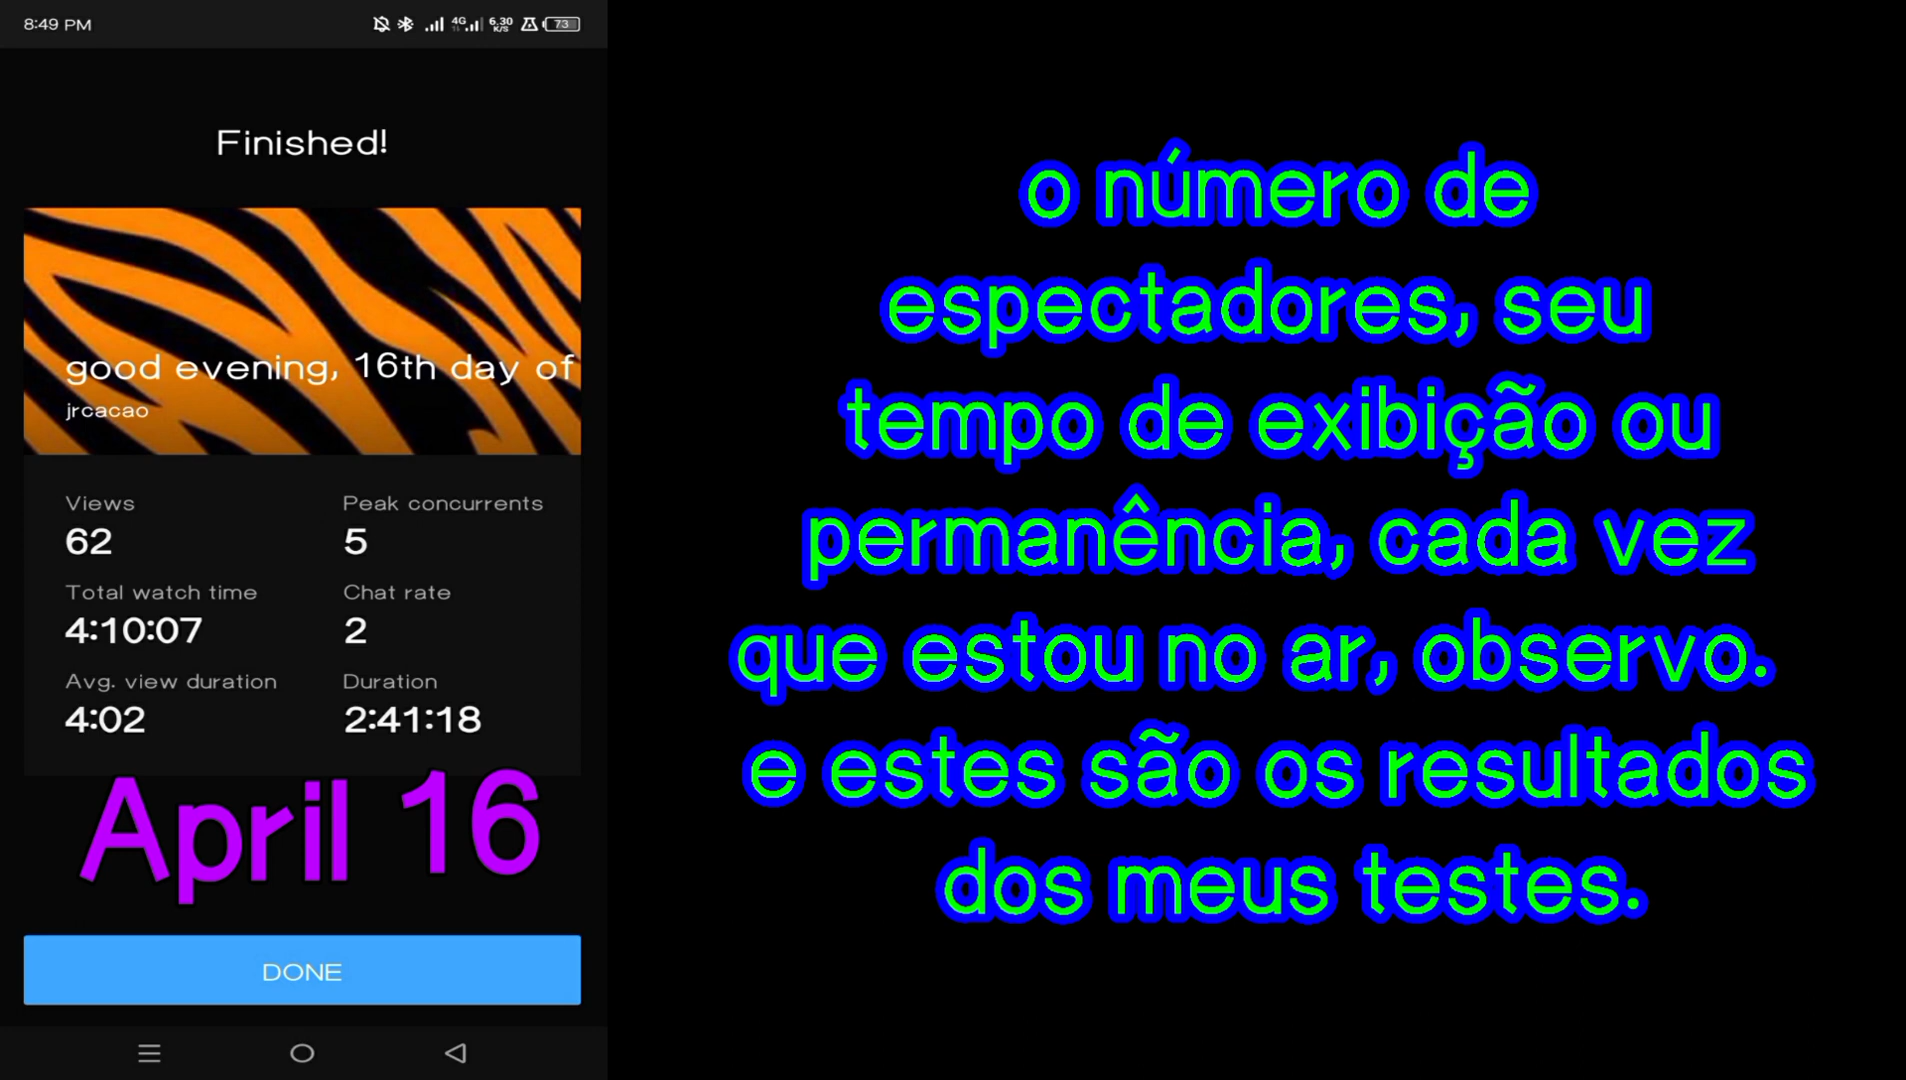 8:49 PM
4G 6.30 K/S 73
Finished!
good evening, 16th day of
jrcacao
Views
62
Peak concurrents
5
Total watch time
4:10:07
Chat rate
2
Avg. view duration
4:02
Duration
2:41:18
April 16
DONE
o número de
espectadores, seu
tempo de exibição ou
permanência, cada vez
que estou no ar, observo.
e estes são os resultados
dos meus testes.